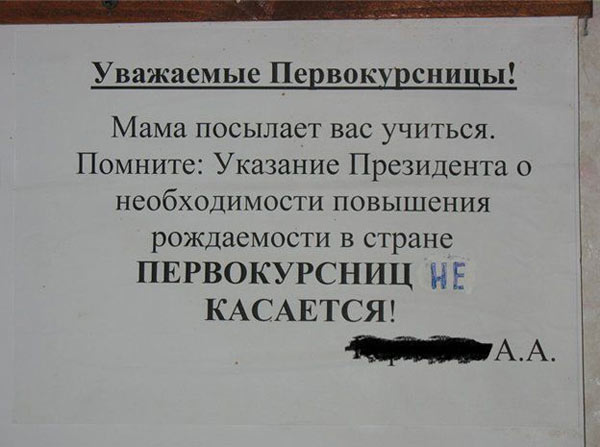 Уважаемые Первокурсницы!
Мама посылает вас учиться.
Помните: Указание Президента о
необходимости повышения
рождаемости в стране
ПЕРВОКУРСНИЦ НЕ
КАСАЕТСЯ!
А.А.